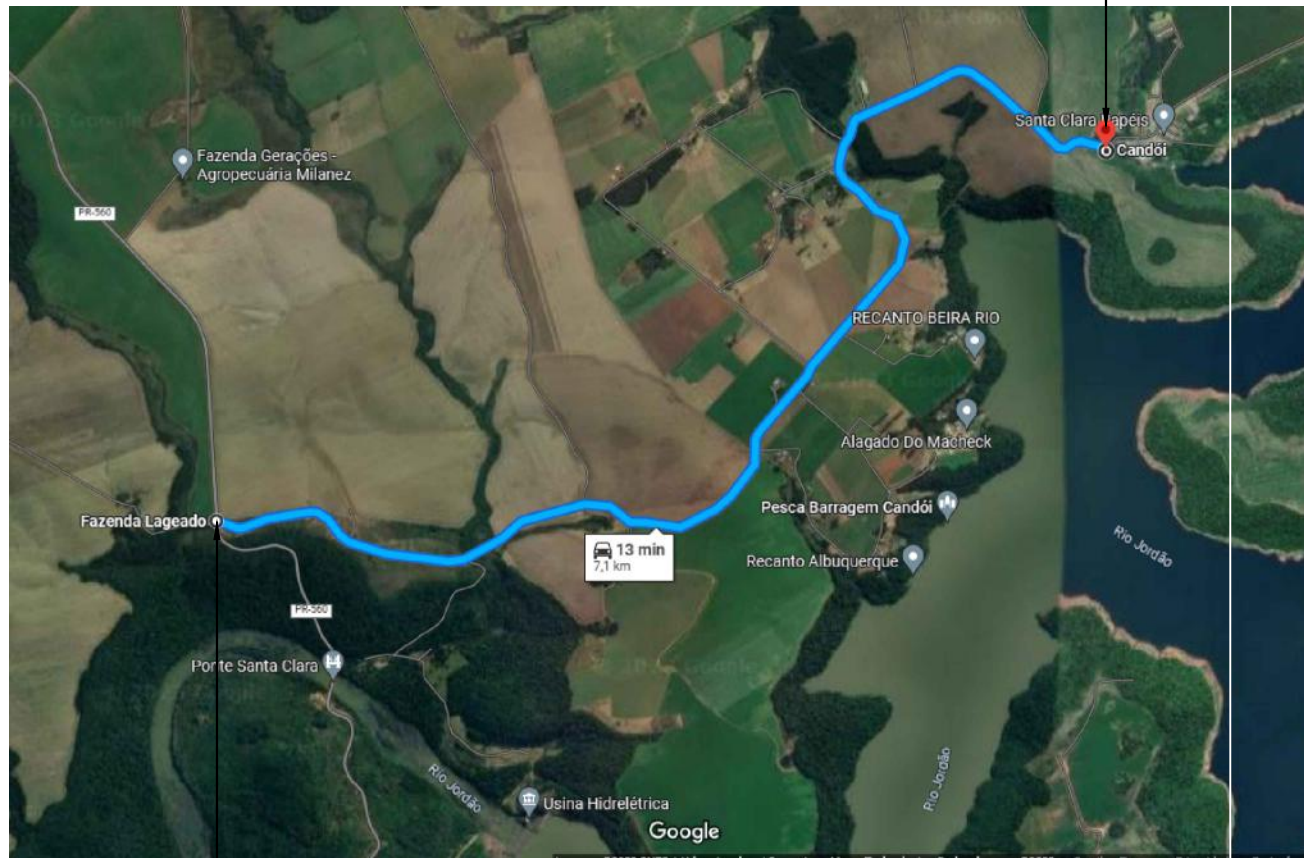 Santa Clara Papéis
Candói
Fazenda Gerações -
Agropecuária Milanez
PR-560
RECANTO BEIRA RIO
Alagado Do Macheck
Pesca Barragem Candói
Fazenda Lageado
13 min
7,1 km
Rio Jordão
Recanto Albuquerque
PR-560
Ponte Santa Clara
Rio Jordão
Rio Jordão
Usina Hidrelétrica
Google